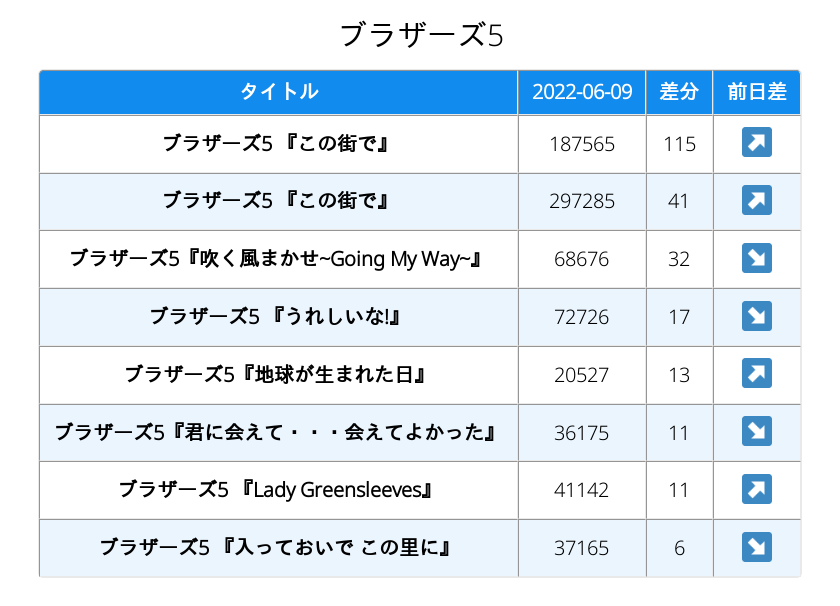 ブラザーズ5
タイトル 2022-06-09 差分 前日差
ブラザーズ5 『この街で』 187565 115 ↗
ブラザーズ5 『この街で』 297285 41 ↗
ブラザーズ5『吹く風まかせ~Going My Way~』 68676 32 ↘
ブラザーズ5 『うれしいな!』 72726 17 ↘
ブラザーズ5『地球が生まれた日』 20527 13 ↗
ブラザーズ5『君に会えて・・・会えてよかった』 36175 11 ↘
ブラザーズ5 『Lady Greensleeves』 41142 11 ↗
ブラザーズ5 『入っておいで この里に』 37165 6 ↘